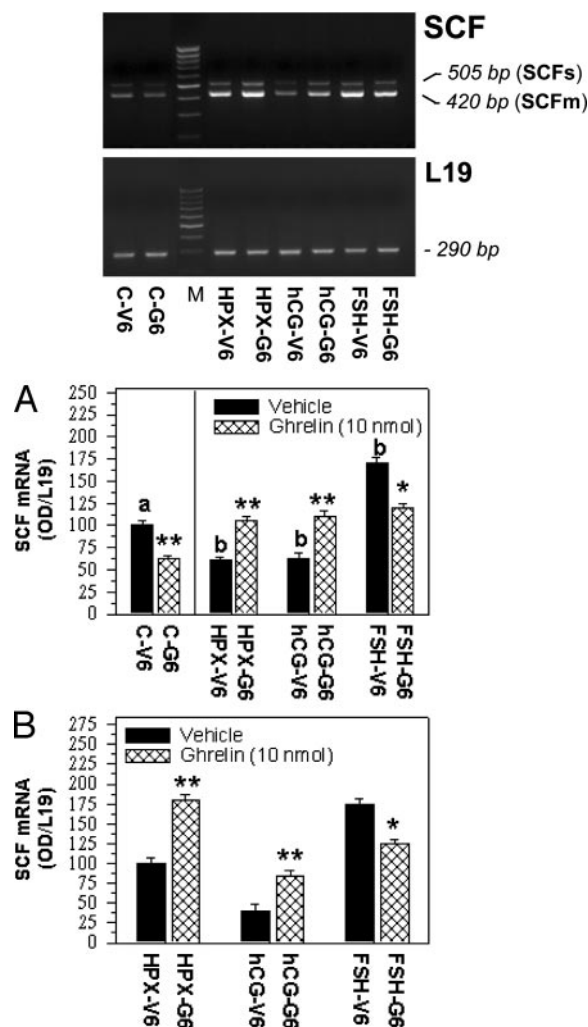 SCF
505 bp (SCFs)
420 bp (SCFm)
L19
- 290 bp
C-V6
C-G6
M
HPX-V6
HPX-G6
hCG-V6
hCG-G6
FSH-V6
FSH-G6
A
SCF mRNA
(OD/L19)
250
225
200
175
150
125
100
75
50
25
0
Vehicle
Ghrelin (10 nmol)
a
**
b
**
b
**
b
*
C-V6
C-G6
HPX-V6
HPX-G6
hCG-V6
hCG-G6
FSH-V6
FSH-G6
B
SCF mRNA
(OD/L19)
275
250
225
200
175
150
125
100
75
50
25
0
Vehicle
Ghrelin (10 nmol)
**
**
*
HPX-V6
HPX-G6
hCG-V6
hCG-G6
FSH-V6
FSH-G6